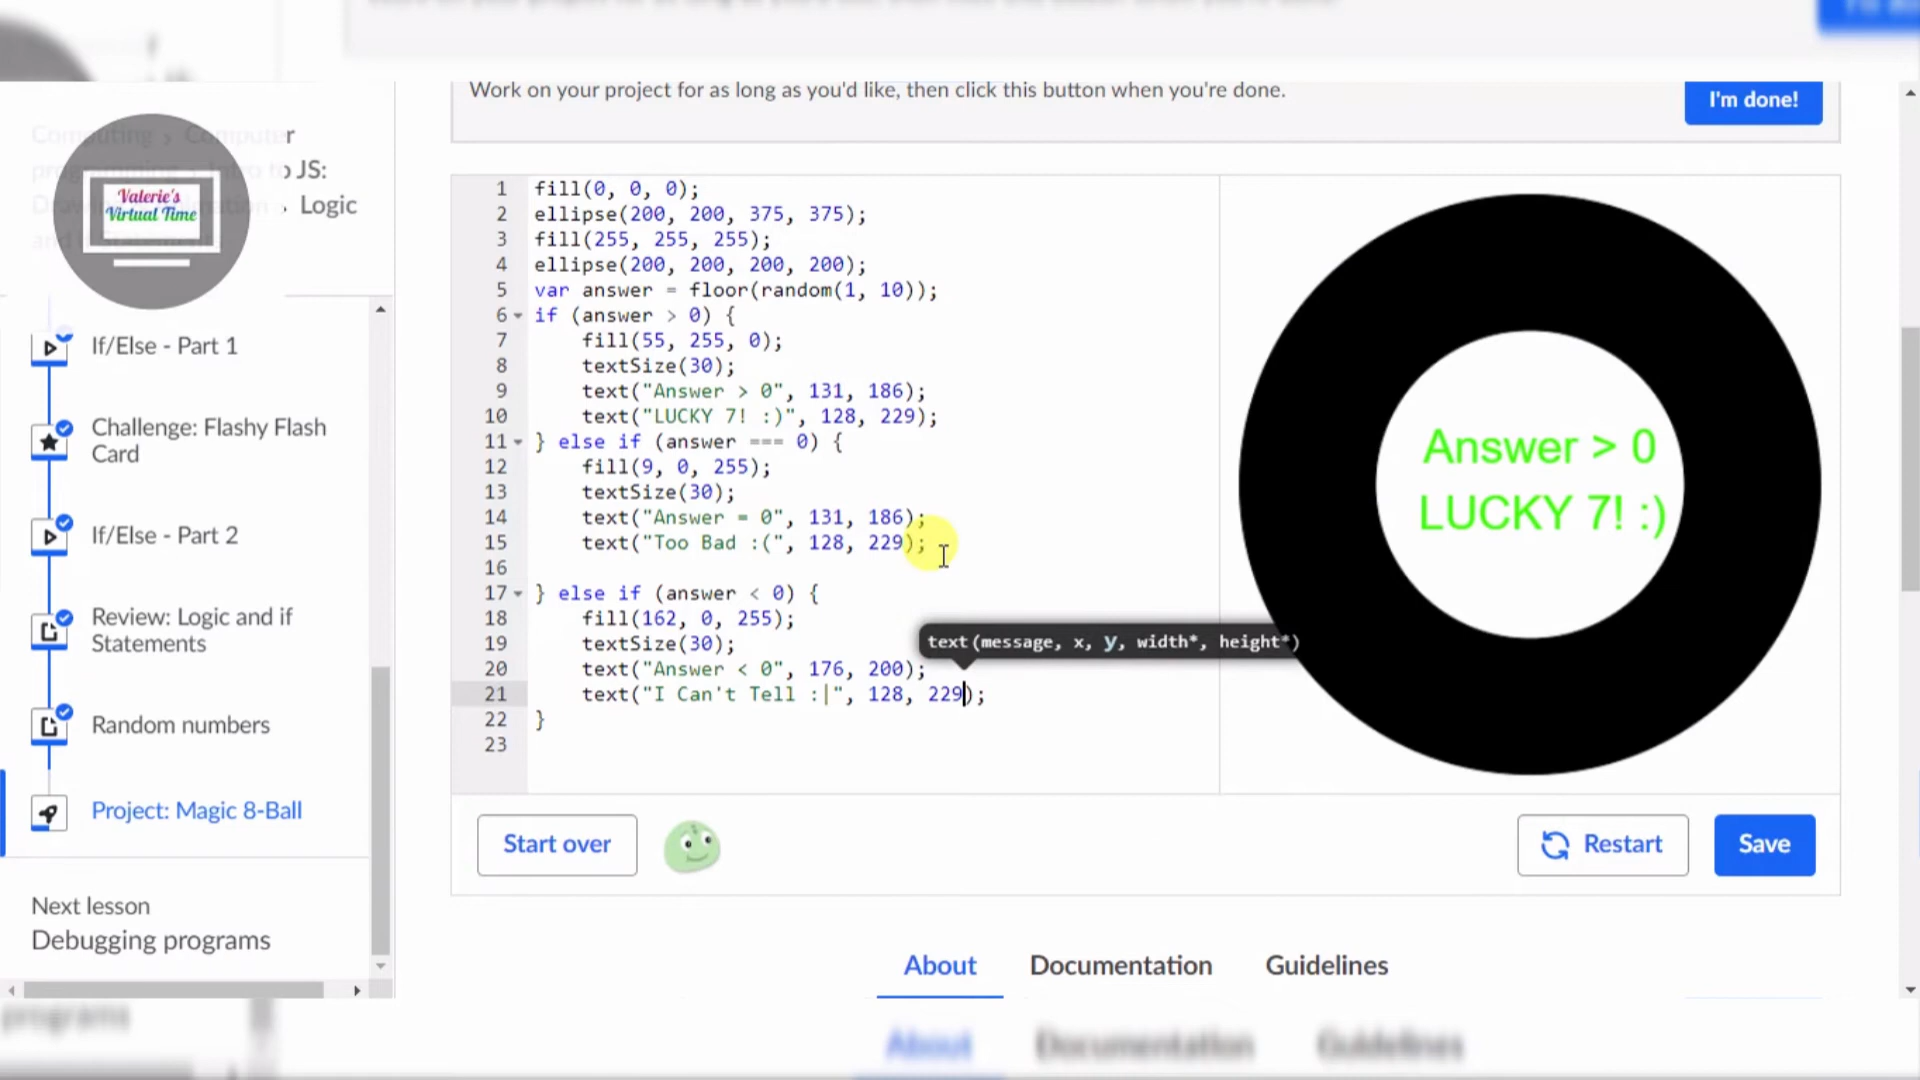 Work on your project for as long as you'd like, then click this button when you're done.
I'm done!
Computing > Computer
programming
JS:
Logic
Valerie's
Virtual Time
If/Else - Part 1
Challenge: Flashy Flash
Card
If/Else - Part 2
Review: Logic and if
Statements
Random numbers
Project: Magic 8-Ball
Next lesson
Debugging programs
1 fill(0, 0, 0);
2 ellipse(200, 200, 375, 375);
3 fill(255, 255, 255);
4 ellipse(200, 200, 200, 200);
5 var answer = floor(random(1, 10));
6 if (answer > 0) {
7 fill(55, 255, 0);
8 textSize(30);
9 text("Answer > 0", 131, 186);
10 text("LUCKY 7! :)", 128, 229);
11 } else if (answer === 0) {
12 fill(9, 0, 255);
13 textSize(30);
14 text("Answer = 0", 131, 186);
15 text("Too Bad :(", 128, 229);
16
17 } else if (answer < 0) {
18 fill(162, 0, 255);
19 textSize(30);
20 text("Answer < 0", 176, 200);
21 text("I Can't Tell :|", 128, 229);
22 }
23
text(message, x, y, width*, height*)
Answer > 0
LUCKY 7! :)
Start over
Restart
Save
About
Documentation
Guidelines
programs
About
Documentation
Guidelines